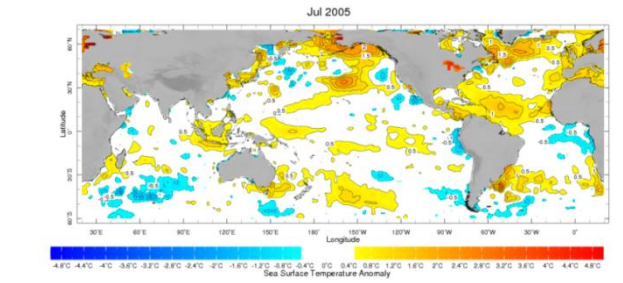 Jul 2005
60°N
30°N
0°
30°S
60°S
Latitude
30°E 60°E 90°E 120°E 150°E 180° 150°W 120°W 90°W 60°W 30°W 0°
Longitude
-4.8°C -4.4°C -4°C -3.6°C -3.2°C -2.8°C -2.4°C -2°C -1.6°C -1.2°C -0.8°C -0.4°C 0°C 0.4°C 0.8°C 1.2°C 1.6°C 2°C 2.4°C 2.8°C 3.2°C 3.6°C 4°C 4.4°C 4.8°C
Sea Surface Temperature Anomaly